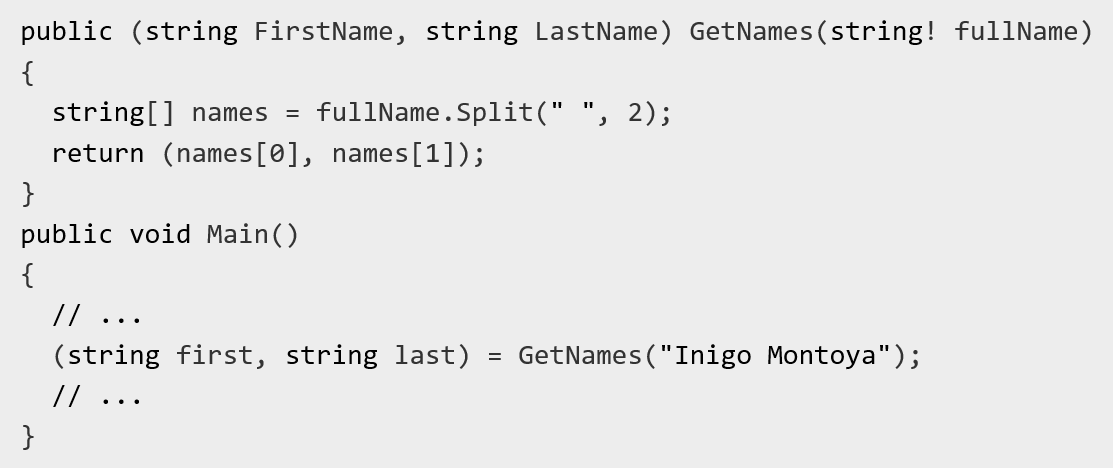 public (string FirstName, string LastName) GetNames(string! fullName)
{
  string[] names = fullName.Split(" ", 2);
  return (names[0], names[1]);
}
public void Main()
{
  // ...
  (string first, string last) = GetNames("Inigo Montoya");
  // ...
}